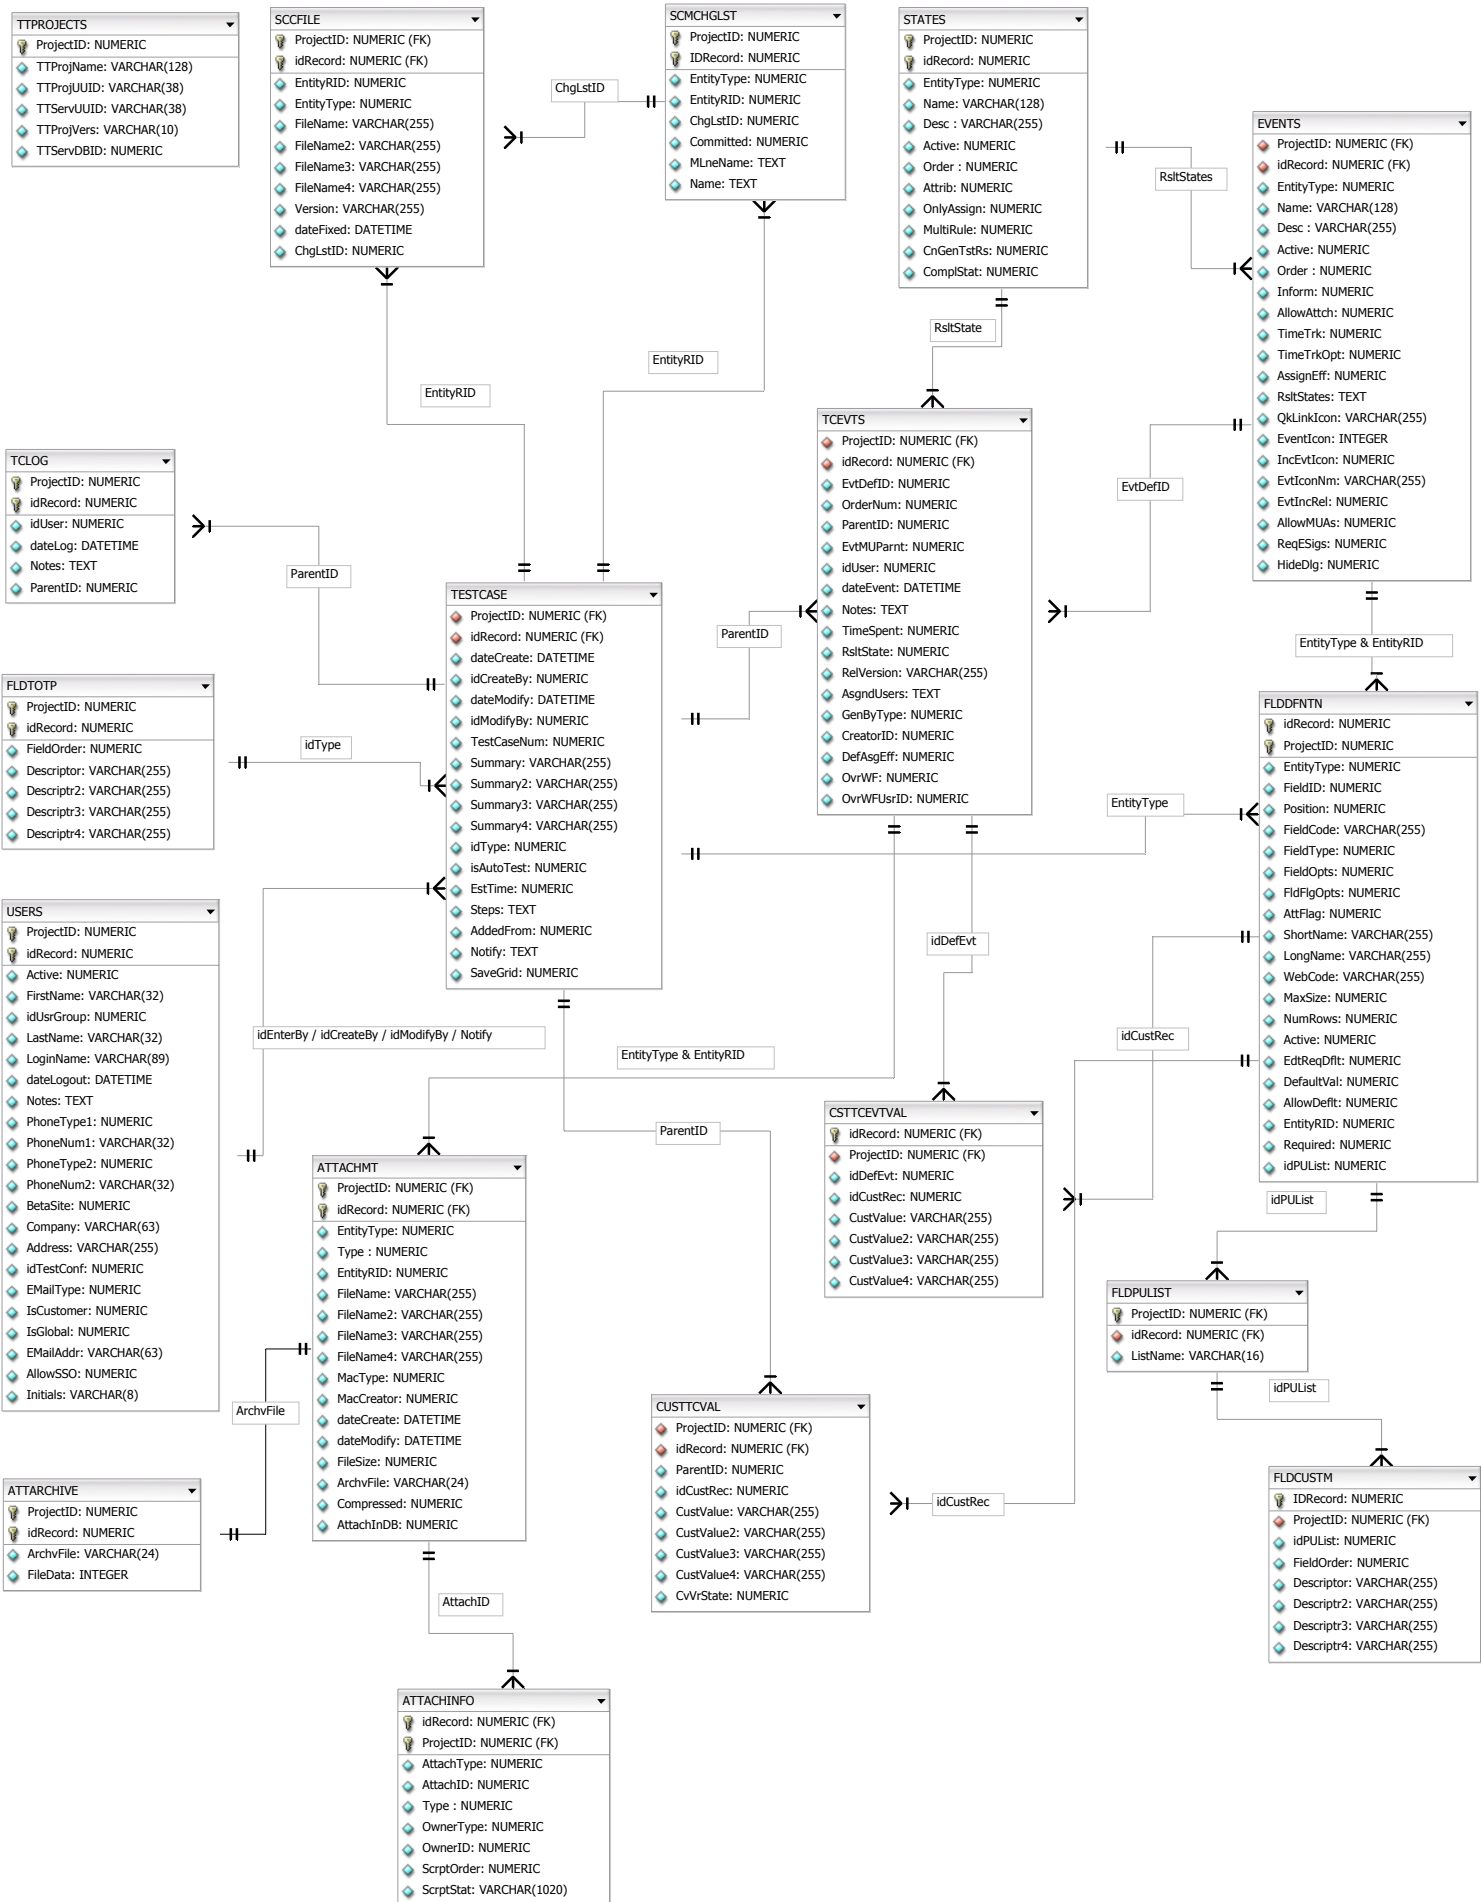 TTPROJECTS
ProjectID: NUMERIC
TTProjName: VARCHAR(128)
TTProjUUID: VARCHAR(38)
TTServUUID: VARCHAR(38)
TTProjVers: VARCHAR(10)
TTServDBID: NUMERIC
SCCFILE
ProjectID: NUMERIC (FK)
idRecord: NUMERIC (FK)
EntityRID: NUMERIC
EntityType: NUMERIC
FileName: VARCHAR(255)
FileName2: VARCHAR(255)
FileName3: VARCHAR(255)
FileName4: VARCHAR(255)
Version: VARCHAR(255)
dateFixed: DATETIME
ChgLstID: NUMERIC
ChgLstID
SCMCHGLST
ProjectID: NUMERIC
IDRecord: NUMERIC
EntityType: NUMERIC
EntityRID: NUMERIC
ChgLstID: NUMERIC
Committed: NUMERIC
MLneName: TEXT
Name: TEXT
STATES
ProjectID: NUMERIC
idRecord: NUMERIC
EntityType: NUMERIC
Name: VARCHAR(128)
Desc : VARCHAR(255)
Active: NUMERIC
Order : NUMERIC
Attrib: NUMERIC
OnlyAssign: NUMERIC
MultiRule: NUMERIC
CnGenTstRs: NUMERIC
ComplStat: NUMERIC
RsltStates
EVENTS
ProjectID: NUMERIC (FK)
idRecord: NUMERIC (FK)
EntityType: NUMERIC
Name: VARCHAR(128)
Desc : VARCHAR(255)
Active: NUMERIC
Order : NUMERIC
Inform: NUMERIC
AllowAttch: NUMERIC
TimeTrk: NUMERIC
TimeTrkOpt: NUMERIC
AssignEff: NUMERIC
RsltStates: TEXT
QkLinkIcon: VARCHAR(255)
EventIcon: INTEGER
IncEvtIcon: NUMERIC
EvtIconNm: VARCHAR(255)
EvtIncRel: NUMERIC
AllowMUAs: NUMERIC
ReqESigs: NUMERIC
HideDlg: NUMERIC
RsltState
EntityRID
EntityRID
TCLOG
ProjectID: NUMERIC
idRecord: NUMERIC
idUser: NUMERIC
dateLog: DATETIME
Notes: TEXT
ParentID: NUMERIC
ParentID
TCEVTS
ProjectID: NUMERIC (FK)
idRecord: NUMERIC (FK)
EvtDefID: NUMERIC
OrderNum: NUMERIC
ParentID: NUMERIC
EvtMUParnt: NUMERIC
idUser: NUMERIC
dateEvent: DATETIME
Notes: TEXT
TimeSpent: NUMERIC
RsltState: NUMERIC
RelVersion: VARCHAR(255)
AsgndUsers: TEXT
GenByType: NUMERIC
CreatorID: NUMERIC
DefAsgEff: NUMERIC
OvrWF: NUMERIC
OvrWFUsrID: NUMERIC
EvtDefID
TESTCASE
ProjectID: NUMERIC (FK)
idRecord: NUMERIC (FK)
dateCreate: DATETIME
idCreateBy: NUMERIC
dateModify: DATETIME
idModifyBy: NUMERIC
TestCaseNum: NUMERIC
Summary: VARCHAR(255)
Summary2: VARCHAR(255)
Summary3: VARCHAR(255)
Summary4: VARCHAR(255)
idType: NUMERIC
isAutoTest: NUMERIC
EstTime: NUMERIC
Steps: TEXT
AddedFrom: NUMERIC
Notify: TEXT
SaveGrid: NUMERIC
ParentID
EntityType & EntityRID
FLDTOTP
ProjectID: NUMERIC
idRecord: NUMERIC
FieldOrder: NUMERIC
Descriptor: VARCHAR(255)
Descriptr2: VARCHAR(255)
Descriptr3: VARCHAR(255)
Descriptr4: VARCHAR(255)
idType
FLDDFNTN
idRecord: NUMERIC
ProjectID: NUMERIC
EntityType: NUMERIC
FieldID: NUMERIC
Position: NUMERIC
FieldCode: VARCHAR(255)
FieldType: NUMERIC
FieldOpts: NUMERIC
FldFlgOpts: NUMERIC
AttFlag: NUMERIC
ShortName: VARCHAR(255)
LongName: VARCHAR(255)
WebCode: VARCHAR(255)
MaxSize: NUMERIC
NumRows: NUMERIC
Active: NUMERIC
EdtReqDflt: NUMERIC
DefaultVal: NUMERIC
AllowDeflt: NUMERIC
EntityRID: NUMERIC
Required: NUMERIC
idPUList: NUMERIC
EntityType
USERS
ProjectID: NUMERIC
idRecord: NUMERIC
Active: NUMERIC
FirstName: VARCHAR(32)
idUsrGroup: NUMERIC
LastName: VARCHAR(32)
LoginName: VARCHAR(89)
dateLogout: DATETIME
Notes: TEXT
PhoneType1: NUMERIC
PhoneNum1: VARCHAR(32)
PhoneType2: NUMERIC
PhoneNum2: VARCHAR(32)
BetaSite: NUMERIC
Company: VARCHAR(63)
Address: VARCHAR(255)
idTestConf: NUMERIC
EMailType: NUMERIC
IsCustomer: NUMERIC
IsGlobal: NUMERIC
EMailAddr: VARCHAR(63)
AllowSSO: NUMERIC
Initials: VARCHAR(8)
idEnterBy / idCreateBy / idModifyBy / Notify
idDefEvt
idCustRec
EntityType & EntityRID
ParentID
ATTACHMT
ProjectID: NUMERIC (FK)
idRecord: NUMERIC (FK)
EntityType: NUMERIC
Type : NUMERIC
EntityRID: NUMERIC
FileName: VARCHAR(255)
FileName2: VARCHAR(255)
FileName3: VARCHAR(255)
FileName4: VARCHAR(255)
MacType: NUMERIC
MacCreator: NUMERIC
dateCreate: DATETIME
dateModify: DATETIME
FileSize: NUMERIC
ArchvFile: VARCHAR(24)
Compressed: NUMERIC
AttachInDB: NUMERIC
CSTTCEVTVAL
idRecord: NUMERIC (FK)
ProjectID: NUMERIC (FK)
idDefEvt: NUMERIC
idCustRec: NUMERIC
CustValue: VARCHAR(255)
CustValue2: VARCHAR(255)
CustValue3: VARCHAR(255)
CustValue4: VARCHAR(255)
idPUList
FLDPULIST
ProjectID: NUMERIC (FK)
idRecord: NUMERIC (FK)
ListName: VARCHAR(16)
idPUList
ArchvFile
CUSTTCVAL
ProjectID: NUMERIC (FK)
idRecord: NUMERIC (FK)
ParentID: NUMERIC
idCustRec: NUMERIC
CustValue: VARCHAR(255)
CustValue2: VARCHAR(255)
CustValue3: VARCHAR(255)
CustValue4: VARCHAR(255)
CvVrState: NUMERIC
idCustRec
FLDCUSTM
IDRecord: NUMERIC
ProjectID: NUMERIC (FK)
idPUList: NUMERIC
FieldOrder: NUMERIC
Descriptor: VARCHAR(255)
Descriptr2: VARCHAR(255)
Descriptr3: VARCHAR(255)
Descriptr4: VARCHAR(255)
ATTARCHIVE
ProjectID: NUMERIC
idRecord: NUMERIC
ArchvFile: VARCHAR(24)
FileData: INTEGER
AttachID
ATTACHINFO
idRecord: NUMERIC (FK)
ProjectID: NUMERIC (FK)
AttachType: NUMERIC
AttachID: NUMERIC
Type : NUMERIC
OwnerType: NUMERIC
OwnerID: NUMERIC
ScrptOrder: NUMERIC
ScrptStat: VARCHAR(1020)